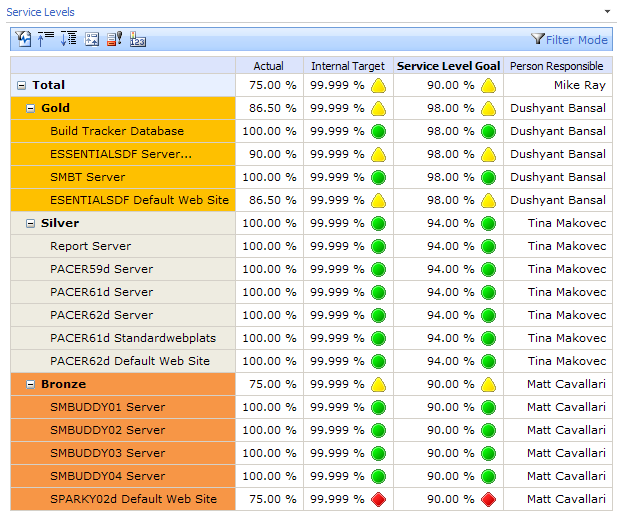 Service Levels
123
Filter Mode
Actual Internal Target Service Level Goal Person Responsible
Total 75.00 % 99.999 % 90.00 % Mike Ray
Gold 86.50 % 99.999 % 98.00 % Dushyant Bansal
Build Tracker Database 100.00 % 99.999 % 98.00 % Dushyant Bansal
ESSENTIALSDF Server... 90.00 % 99.999 % 98.00 % Dushyant Bansal
SMBT Server 100.00 % 99.999 % 98.00 % Dushyant Bansal
ESENTIALSDF Default Web Site 86.50 % 99.999 % 98.00 % Dushyant Bansal
Silver 100.00 % 99.999 % 94.00 % Tina Makovec
Report Server 100.00 % 99.999 % 94.00 % Tina Makovec
PACER59d Server 100.00 % 99.999 % 94.00 % Tina Makovec
PACER61d Server 100.00 % 99.999 % 94.00 % Tina Makovec
PACER62d Server 100.00 % 99.999 % 94.00 % Tina Makovec
PACER61d Standardwebplats 100.00 % 99.999 % 94.00 % Tina Makovec
PACER62d Default Web Site 100.00 % 99.999 % 94.00 % Tina Makovec
Bronze 75.00 % 99.999 % 90.00 % Matt Cavallari
SMBUDDY01 Server 100.00 % 99.999 % 90.00 % Matt Cavallari
SMBUDDY02 Server 100.00 % 99.999 % 90.00 % Matt Cavallari
SMBUDDY03 Server 100.00 % 99.999 % 90.00 % Matt Cavallari
SMBUDDY04 Server 100.00 % 99.999 % 90.00 % Matt Cavallari
SPARKY02d Default Web Site 75.00 % 99.999 % 90.00 % Matt Cavallari